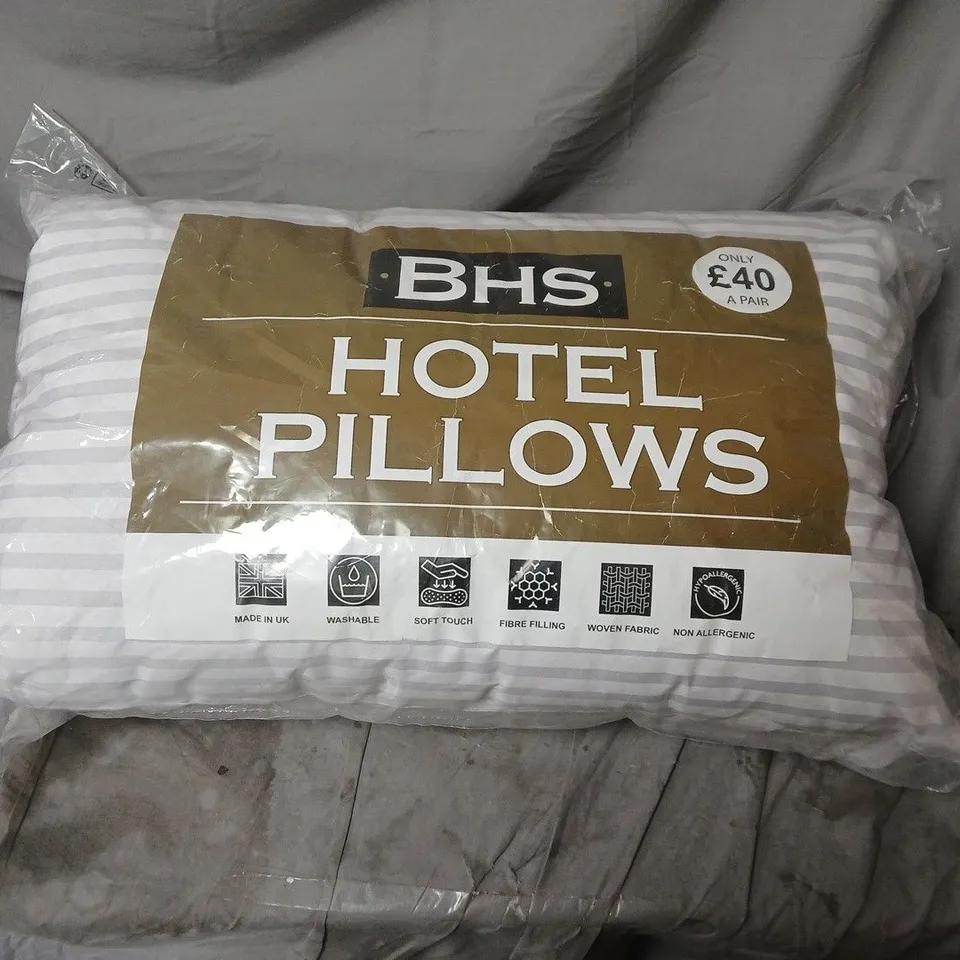 BHS
ONLY
£40
A PAIR
HOTEL
PILLOWS
MADE IN UK
WASHABLE
SOFT TOUCH
FIBRE FILLING
WOVEN FABRIC
HYPOALLERGENIC
NON ALLERGENIC